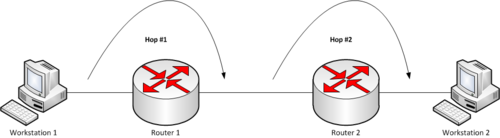 Hop #1
Hop #2
Workstation 1
Router 1
Router 2
Workstation 2